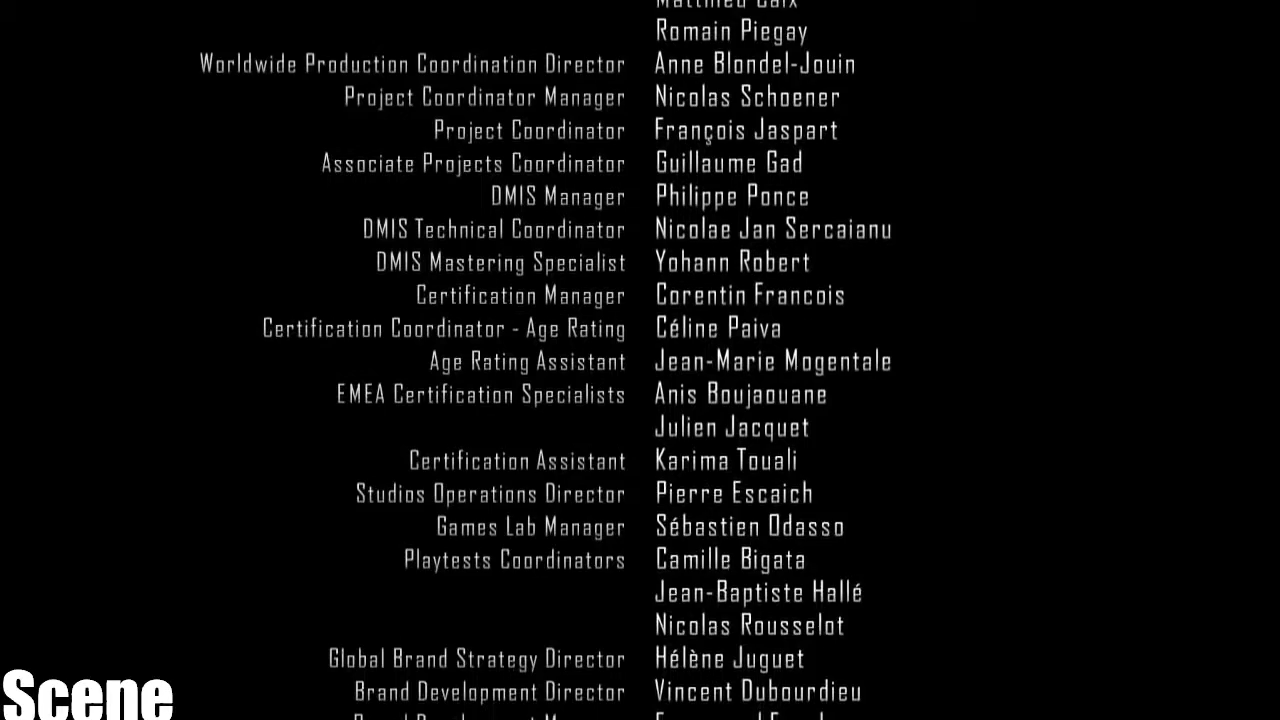 Romain Piegay
Worldwide Production Coordination Director Anne Blondel-Jouin
Project Coordinator Manager Nicolas Schoener
Project Coordinator François Jaspart
Associate Projects Coordinator Guillaume Gad
DMIS Manager Philippe Ponce
DMIS Technical Coordinator Nicolae Jan Sercaianu
DMIS Mastering Specialist Yohann Robert
Certification Manager Corentin Francois
Certification Coordinator - Age Rating Céline Paiva
Age Rating Assistant Jean-Marie Mogentale
EMEA Certification Specialists Anis Boujaouane
Julien Jacquet
Certification Assistant Karima Touali
Studios Operations Director Pierre Escaich
Games Lab Manager Sébastien Odasso
Playtests Coordinators Camille Bigata
Jean-Baptiste Hallé
Nicolas Rousselot
Global Brand Strategy Director Hélène Juguet
Brand Development Director Vincent Dubourdieu
Scene